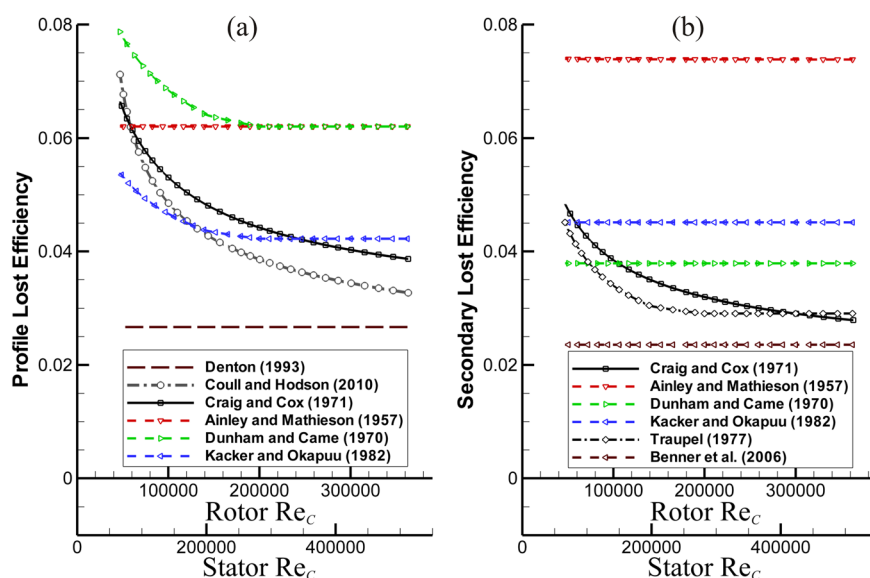 (a)
0.08
0.06
0.04
0.02
0
Profile Lost Efficiency
Denton (1993)
Coull and Hodson (2010)
Craig and Cox (1971)
Ainley and Mathieson (1957)
Dunham and Came (1970)
Kacker and Okapuu (1982)
100000 200000 300000
Rotor Re_C
0 200000 400000
Stator Re_C
(b)
0.08
0.06
0.04
0.02
0
Secondary Lost Efficiency
Craig and Cox (1971)
Ainley and Mathieson (1957)
Dunham and Came (1970)
Kacker and Okapuu (1982)
Traupel (1977)
Benner et al. (2006)
100000 200000 300000
Rotor Re_C
0 200000 400000
Stator Re_C